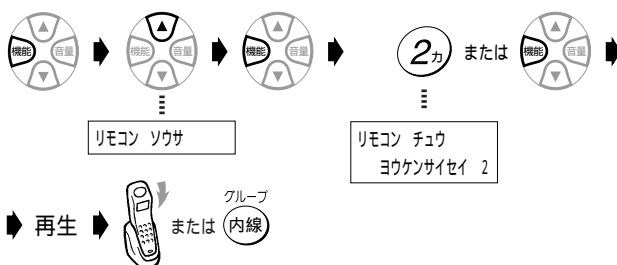 機能 音量 機能 音量 機能 音量 2カ または 機能 音量
リモコン ソウサ
リモコン チュウ
ヨウケンサイセイ 2
グループ
再生 または 内線